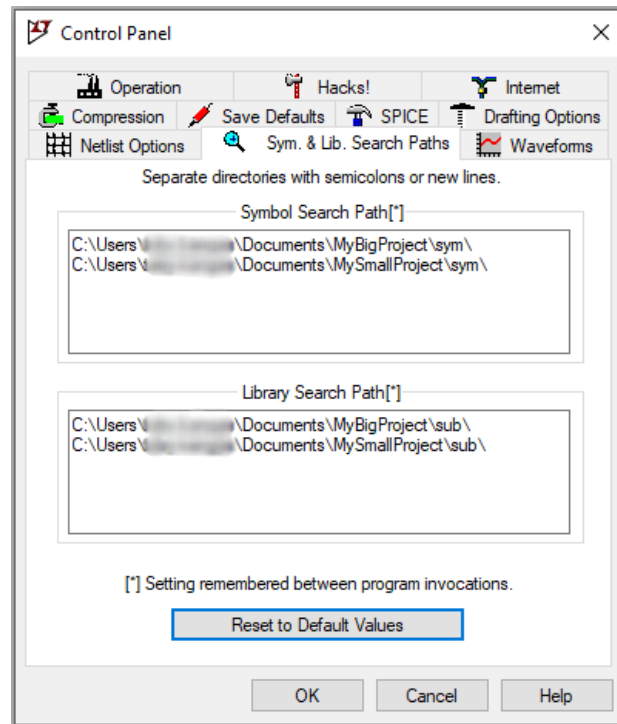 Control Panel
Operation Hacks! Internet
Compression Save Defaults SPICE Drafting Options
Netlist Options Sym. & Lib. Search Paths Waveforms
Separate directories with semicolons or new lines.
Symbol Search Path[*]
C:\Users\ \Documents\MyBigProject\sym\
C:\Users\ \Documents\MySmallProject\sym\
Library Search Path[*]
C:\Users\ \Documents\MyBigProject\sub\
C:\Users\ \Documents\MySmallProject\sub\
[*] Setting remembered between program invocations.
Reset to Default Values
OK Cancel Help